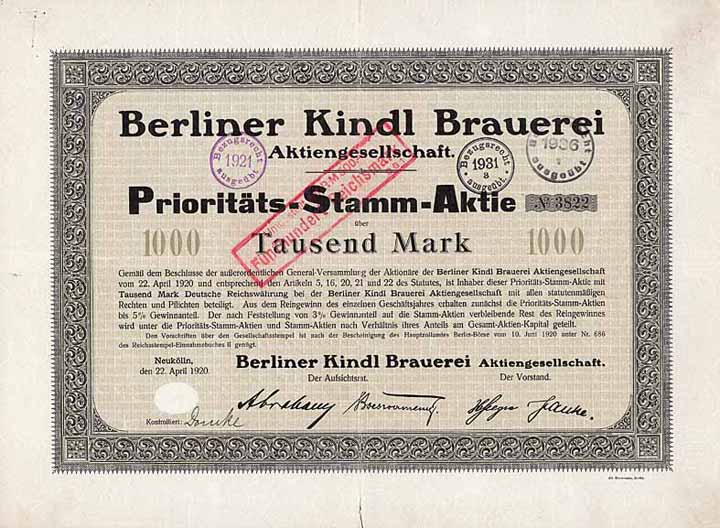 Berliner Kindl Brauerei
Aktiengesellschaft.
Bezugsrecht
1921
ausgeübt
Bezugsrecht
1931
ausgeübt
1936
ausgeübt
Prioritäts-Stamm-Aktie
№ 3822
über
1000 Tausend Mark 1000
Fünfhundert Reichsmark
Gemäß dem Beschlusse der außerordentlichen General-Versammlung der Aktionäre der Berliner Kindl Brauerei Aktiengesellschaft
vom 22. April 1920 und entsprechend den Artikeln 5, 16, 20, 21 und 22 des Statutes, ist Inhaber dieser Prioritäts-Stamm-Aktie mit
Tausend Mark Deutsche Reichswährung bei der Berliner Kindl Brauerei Aktiengesellschaft mit allen statutenmäßigen
Rechten und Pflichten beteiligt. Aus dem Reingewinn des einzelnen Geschäftsjahres erhalten zunächst die Prioritäts-Stamm-Aktien
bis 5% Gewinnanteil. Der nach Feststellung von 3% Gewinnanteil auf die Stamm-Aktien verbleibende Rest des Reingewinnes
wird unter die Prioritäts-Stamm-Aktien und Stamm-Aktien nach Verhältnis ihres Anteils am Gesamt-Aktien-Kapital geteilt.
Den Vorschriften über den Gesellschaftsstempel ist nach der Bescheinigung des Hauptzollamtes Berlin-Börse vom 10. Juni 1920 unter Nr. 686
des Reichsstempel-Einnahmebuches II genügt.
Neukölln,
den 22. April 1920.
Berliner Kindl Brauerei Aktiengesellschaft.
Der Aufsichtsrat. Der Vorstand.
Kontrolliert: